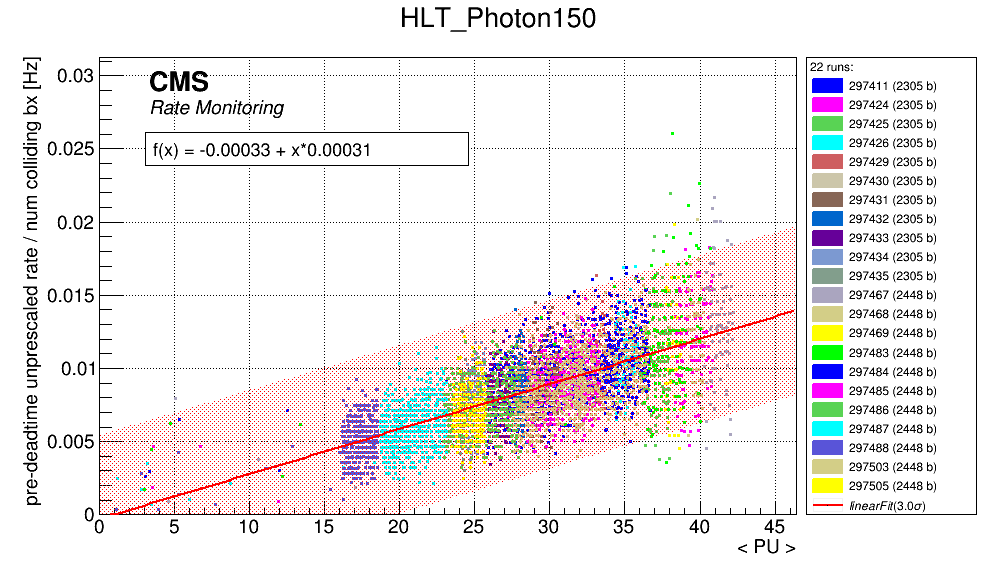 HLT_Photon150
pre-deadtime unprescaled rate / num colliding bx [Hz]
0.03
0.025
0.02
0.015
0.01
0.005
0
CMS
Rate Monitoring
f(x) = -0.00033 + x*0.00031
0 5 10 15 20 25 30 35 40 45
< PU >
22 runs:
297411 (2305 b)
297424 (2305 b)
297425 (2305 b)
297426 (2305 b)
297429 (2305 b)
297430 (2305 b)
297431 (2305 b)
297432 (2305 b)
297433 (2305 b)
297434 (2305 b)
297435 (2305 b)
297467 (2448 b)
297468 (2448 b)
297469 (2448 b)
297483 (2448 b)
297484 (2448 b)
297485 (2448 b)
297486 (2448 b)
297487 (2448 b)
297488 (2448 b)
297503 (2448 b)
297505 (2448 b)
linearFit(3.0σ)